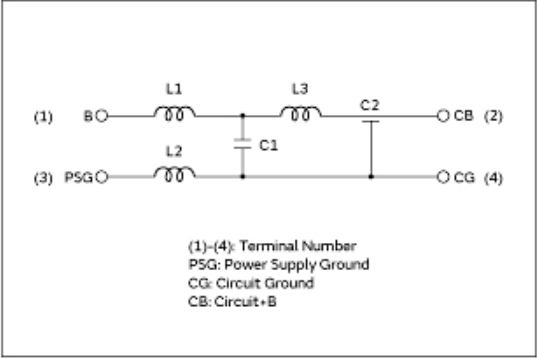 L1 L3
C2
(1) B CB (2)
C1
L2
(3) PSG CG (4)
(1)-(4): Terminal Number
PSG: Power Supply Ground
CG: Circuit Ground
CB: Circuit+B